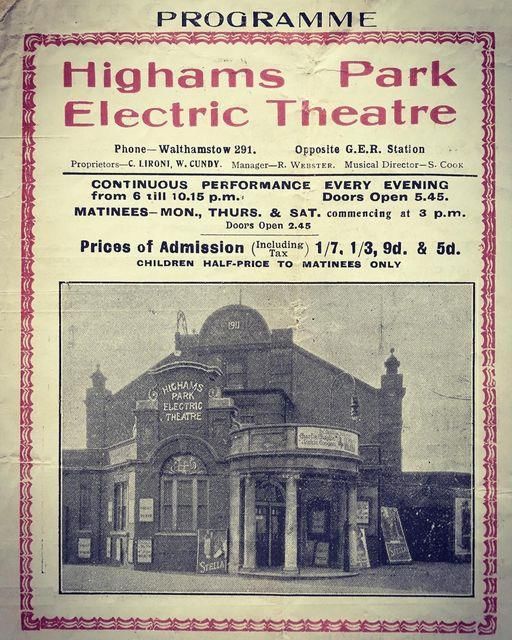 PROGRAMME
Highams Park
Electric Theatre
Phone—Walthamstow 291. Opposite G.E.R. Station
Proprietors—C. LIRONI, W. CUNDY. Manager—R. WEBSTER. Musical Director—S. COOK
CONTINUOUS PERFORMANCE EVERY EVENING
from 6 till 10.15 p.m. Doors Open 5.45.
MATINEES—MON., THURS. & SAT. commencing at 3 p.m.
Doors Open 2.45
Prices of Admission (Including Tax) 1/7, 1/3, 9d. & 5d.
CHILDREN HALF-PRICE TO MATINEES ONLY
1911
HIGHAMS
PARK
ELECTRIC
THEATRE
Charlie Chaplin
STELLA
STELLA